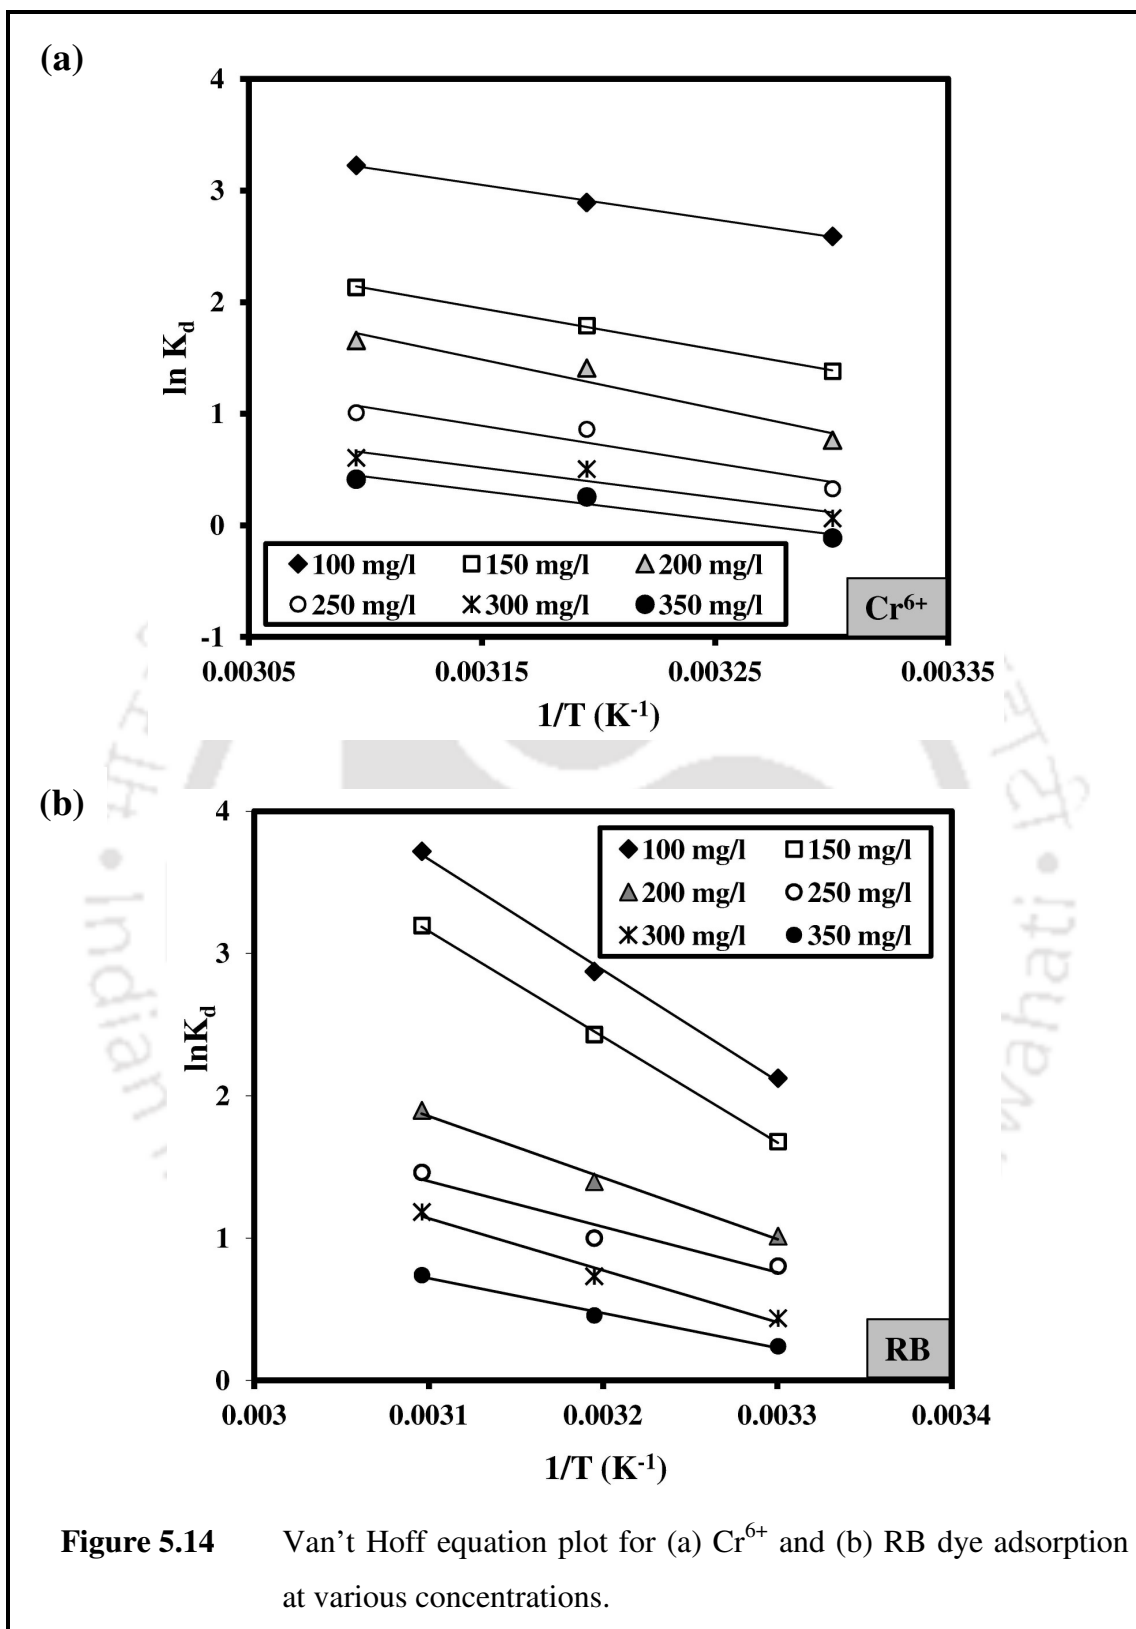 (a)
4
3
2
1
0
-1
ln K_d
100 mg/l 150 mg/l 200 mg/l
250 mg/l 300 mg/l 350 mg/l
Cr⁶⁺
0.00305 0.00315 0.00325 0.00335
1/T (K⁻¹)
(b)
4
3
2
1
0
lnK_d
100 mg/l 150 mg/l
200 mg/l 250 mg/l
300 mg/l 350 mg/l
RB
0.003 0.0031 0.0032 0.0033 0.0034
1/T (K⁻¹)
• Indian
wahati •
Figure 5.14 Van't Hoff equation plot for (a) Cr⁶⁺ and (b) RB dye adsorption
at various concentrations.